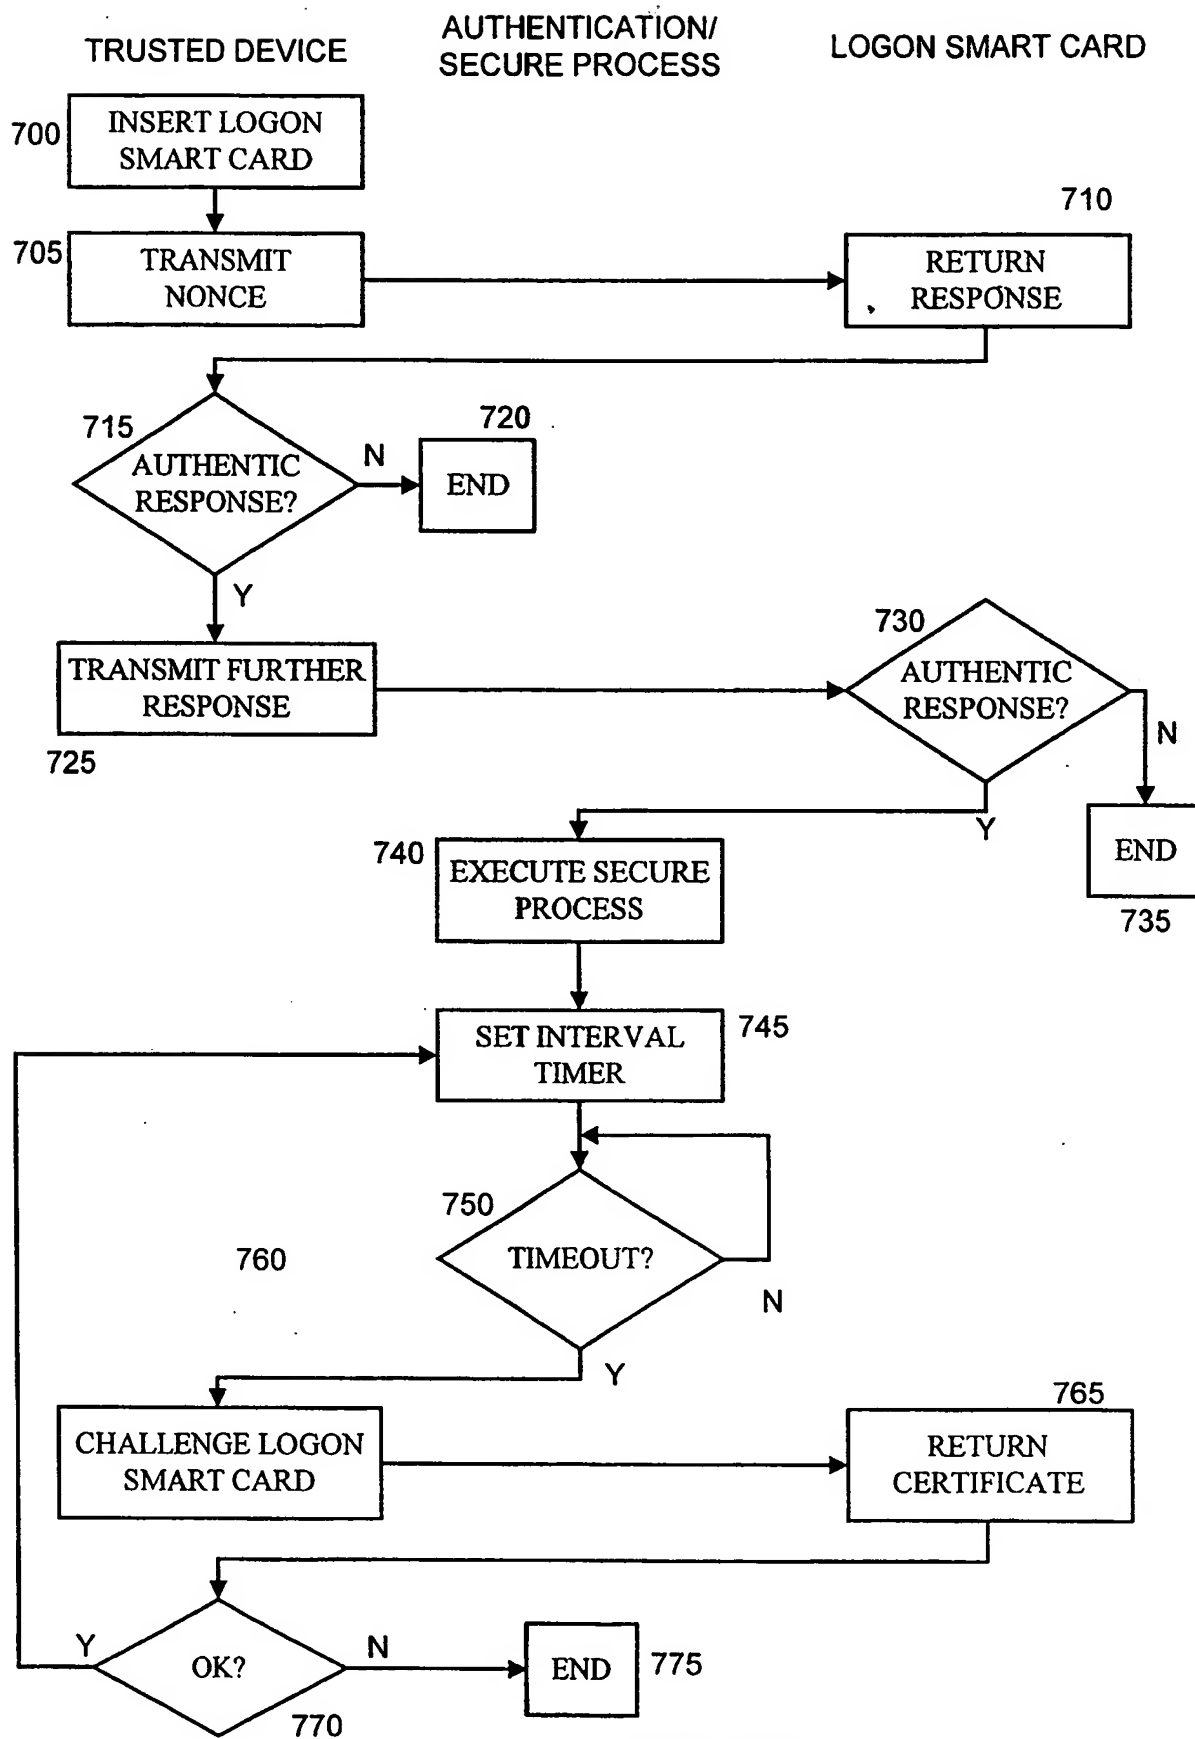 TRUSTED DEVICE
AUTHENTICATION/
SECURE PROCESS
LOGON SMART CARD
700
INSERT LOGON
SMART CARD
705
TRANSMIT
NONCE
710
RETURN
RESPONSE
715
AUTHENTIC
RESPONSE?
N
720
END
Y
TRANSMIT FURTHER
RESPONSE
725
730
AUTHENTIC
RESPONSE?
N
Y
END
735
740
EXECUTE SECURE
PROCESS
SET INTERVAL
TIMER
745
750
TIMEOUT?
N
Y
760
CHALLENGE LOGON
SMART CARD
765
RETURN
CERTIFICATE
Y
OK?
N
770
END
775